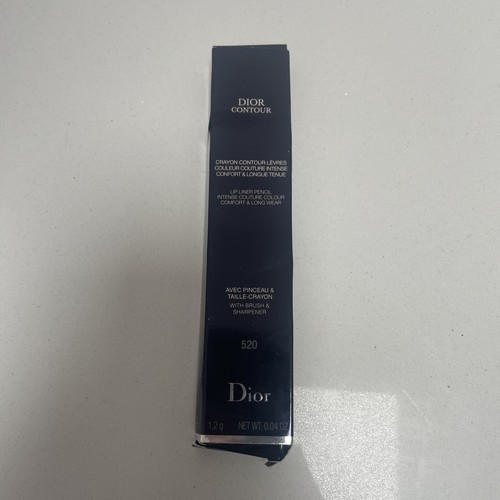 DIOR
CONTOUR
CRAYON CONTOUR LÈVRES
COULEUR COUTURE INTENSE
CONFORT & LONGUE TENUE
LIP LINER PENCIL
INTENSE COUTURE COLOUR
COMFORT & LONG WEAR
AVEC PINCEAU &
TAILLE-CRAYON
WITH BRUSH &
SHARPENER
520
Dior
1,2 g NET WT. 0.04 OZ